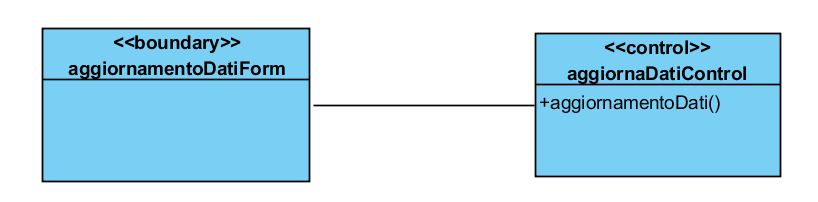 <<boundary>>
aggiornamentoDatiForm
<<control>>
aggiornaDatiControl
+aggiornamentoDati()